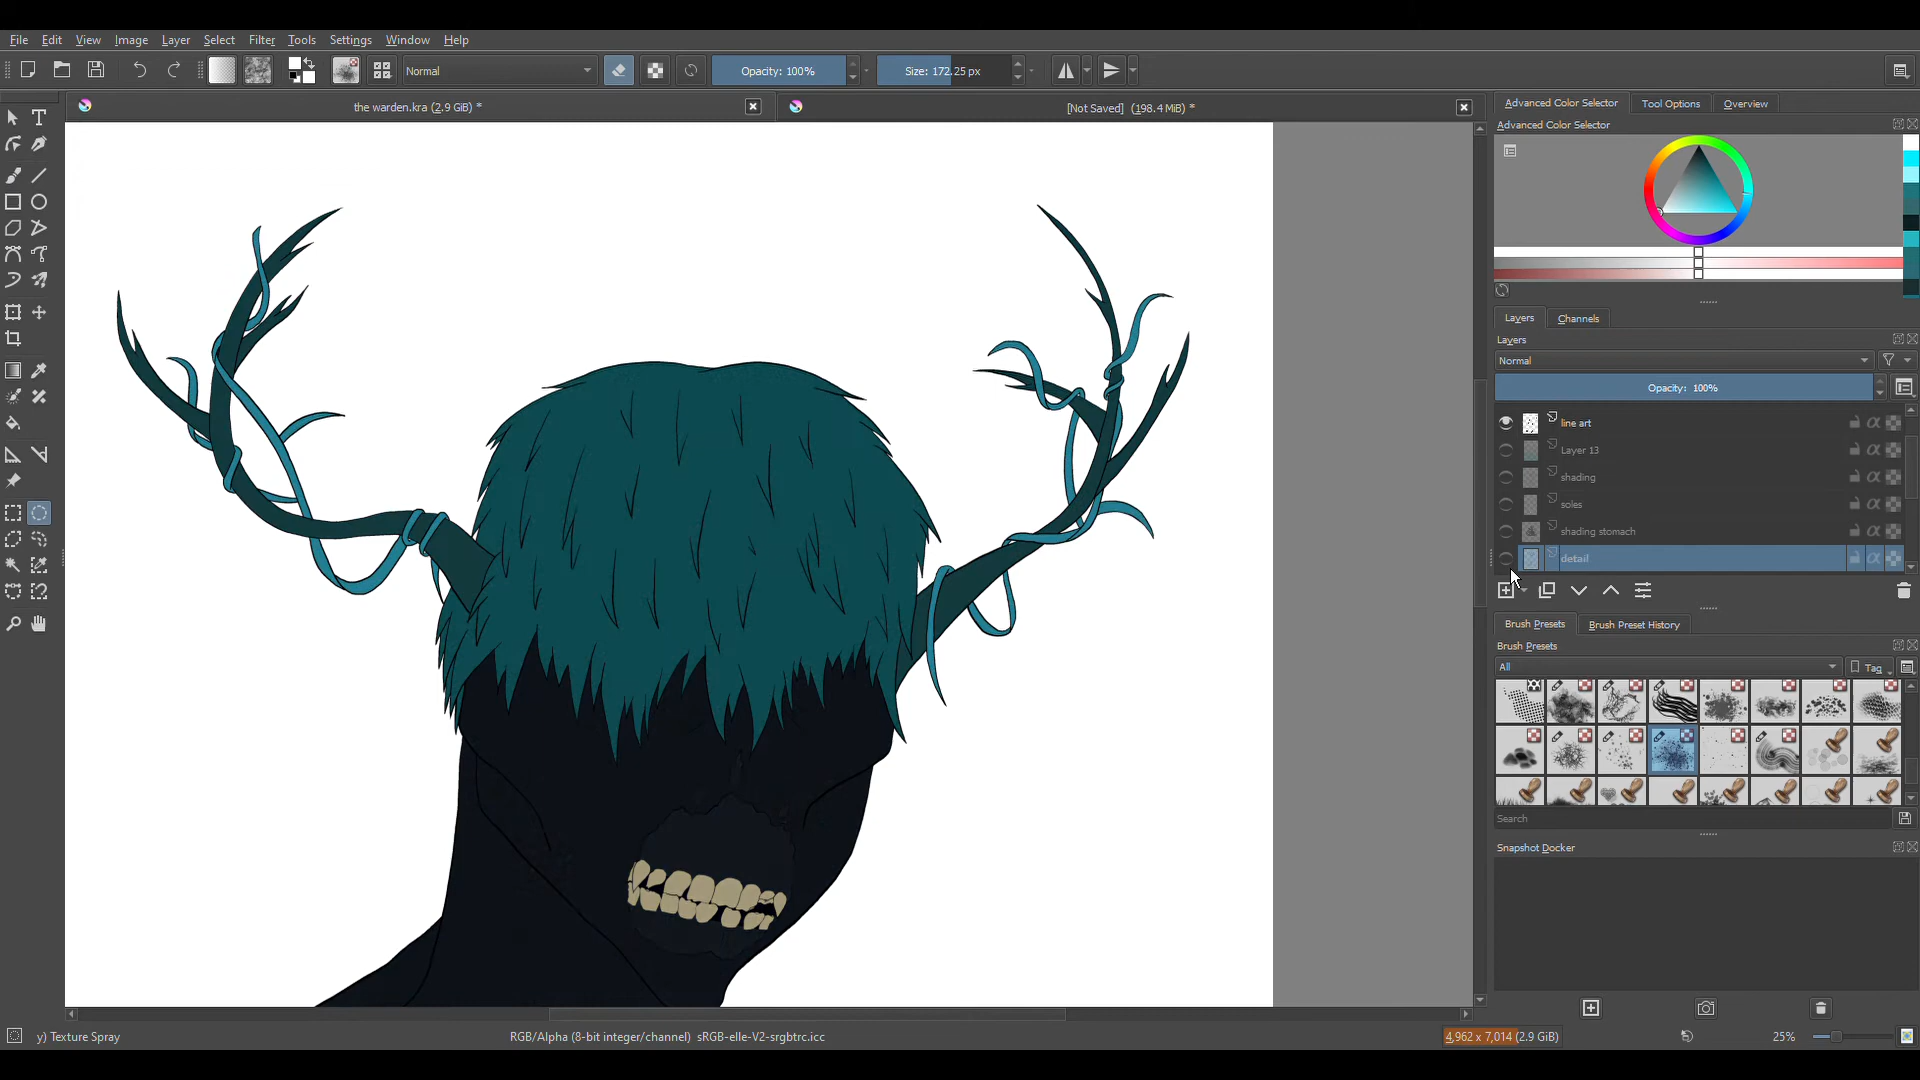 File Edit View Image Layer Select Filter Tools Settings Window Help
Normal
Opacity: 100%
Size: 172.25 px
the warden.kra (2.9 GiB) *
[Not Saved] (198.4 MiB) *
Advanced Color Selector Tool Options Overview
Advanced Color Selector
Layers Channels
Layers
Normal
Opacity: 100%
line art
Layer 13
shading
soles
shading stomach
detail
Brush Presets Brush Preset History
Brush Presets
All Tag
Search
Snapshot Docker
y) Texture Spray
RGB/Alpha (8-bit integer/channel) sRGB-elle-V2-srgbtrc.icc
4,962 x 7,014 (2.9 GiB)
25%